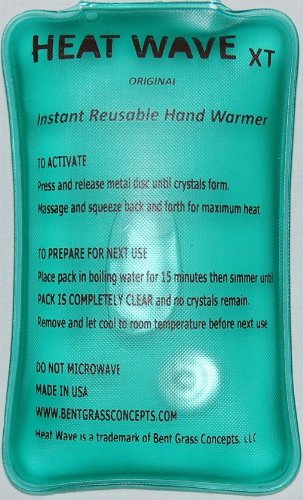 HEAT WAVE XT
ORIGINAL
Instant Reusable Hand Warmer
TO ACTIVATE
Press and release metal disc until crystals form.
Massage and squeeze back and forth for maximum heat
TO PREPARE FOR NEXT USE
Place pack in boiling water for 15 minutes then simmer until
PACK IS COMPLETELY CLEAR and no crystals remain.
Remove and let cool to room temperature before next use
DO NOT MICROWAVE
MADE IN USA
WWW.BENTGRASSCONCEPTS.COM
Heat Wave is a trademark of Bent Grass Concepts, LLC